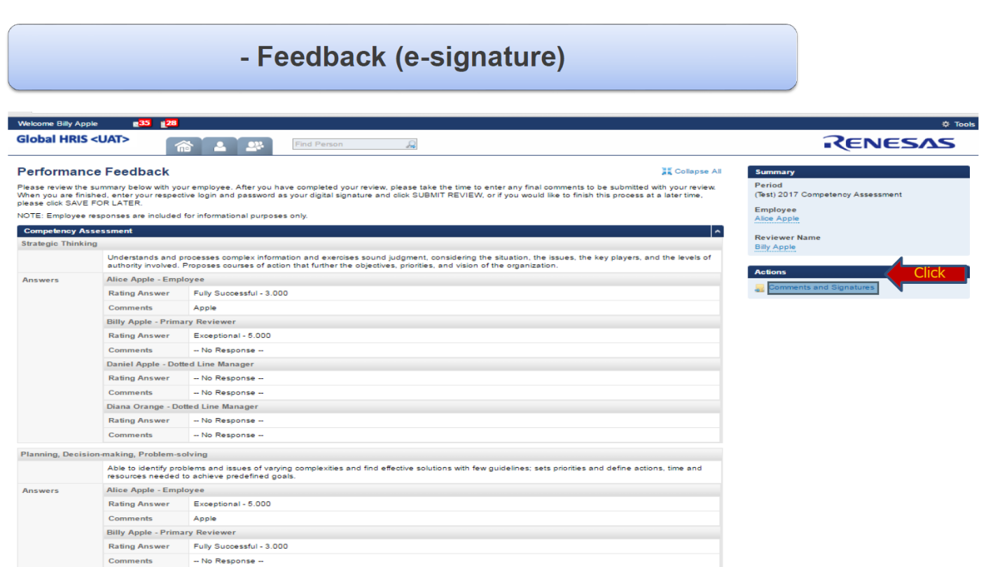 - Feedback (e-signature)
Welcome Billy Apple 35 28 Tools
Global HRIS <UAT> Find Person RENESAS
Performance Feedback Collapse All
Please review the summary below with your employee. After you have completed your review, please take the time to enter any final comments to be submitted with your review.
When you are finished, enter your respective login and password as your digital signature and click SUBMIT REVIEW, or if you would like to finish this process at a later time,
please click SAVE FOR LATER.
NOTE: Employee responses are included for informational purposes only.
Competency Assessment
Strategic Thinking
Understands and processes complex information and exercises sound judgment, considering the situation, the issues, the key players, and the levels of
authority involved. Proposes courses of action that further the objectives, priorities, and vision of the organization.
Answers Alice Apple - Employee
Rating Answer Fully Successful - 3.000
Comments Apple
Billy Apple - Primary Reviewer
Rating Answer Exceptional - 5.000
Comments -- No Response --
Daniel Apple - Dotted Line Manager
Rating Answer -- No Response --
Comments -- No Response --
Diana Orange - Dotted Line Manager
Rating Answer -- No Response --
Comments -- No Response --
Planning, Decision-making, Problem-solving
Able to identify problems and issues of varying complexities and find effective solutions with few guidelines; sets priorities and define actions, time and
resources needed to achieve predefined goals.
Answers Alice Apple - Employee
Rating Answer Exceptional - 5.000
Comments Apple
Billy Apple - Primary Reviewer
Rating Answer Fully Successful - 3.000
Comments -- No Response --
Summary
Period
(Test) 2017 Competency Assessment
Employee
Alice Apple
Reviewer Name
Billy Apple
Actions
Click
Comments and Signatures